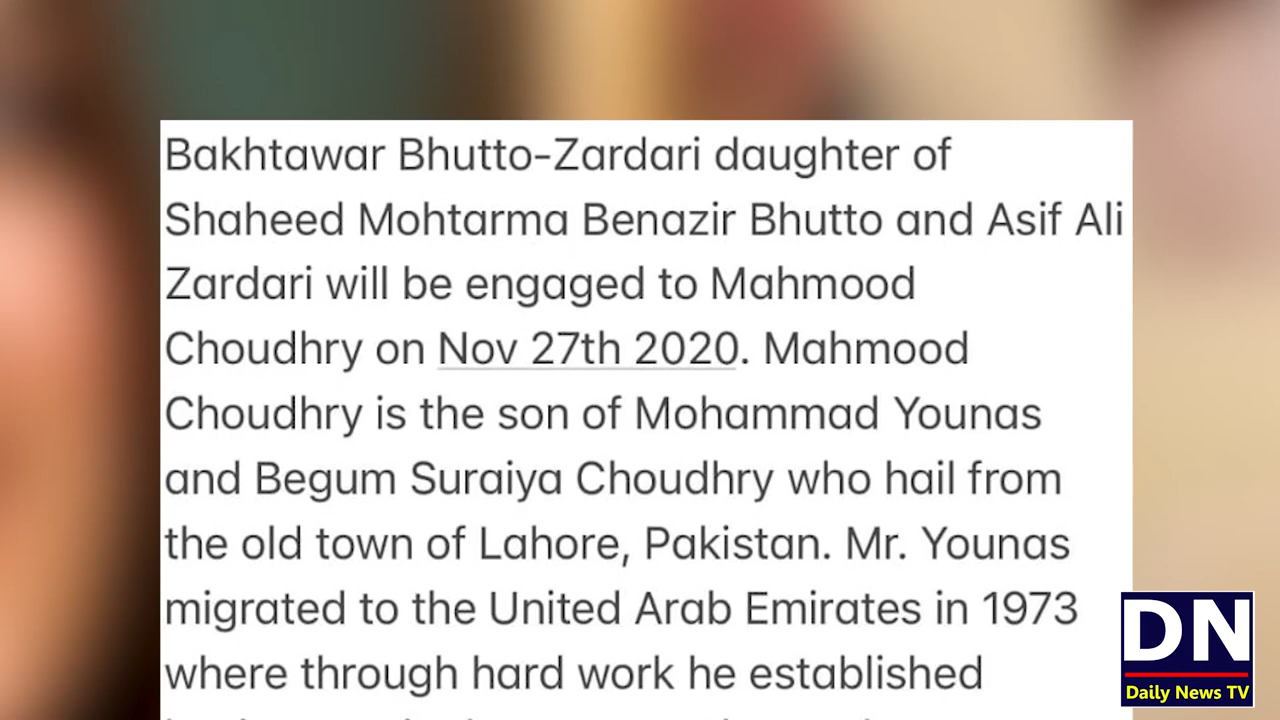 Bakhtawar Bhutto-Zardari daughter of
Shaheed Mohtarma Benazir Bhutto and Asif Ali
Zardari will be engaged to Mahmood
Choudhry on Nov 27th 2020. Mahmood
Choudhry is the son of Mohammad Younas
and Begum Suraiya Choudhry who hail from
the old town of Lahore, Pakistan. Mr. Younas
migrated to the United Arab Emirates in 1973
where through hard work he established
DN
Daily News TV